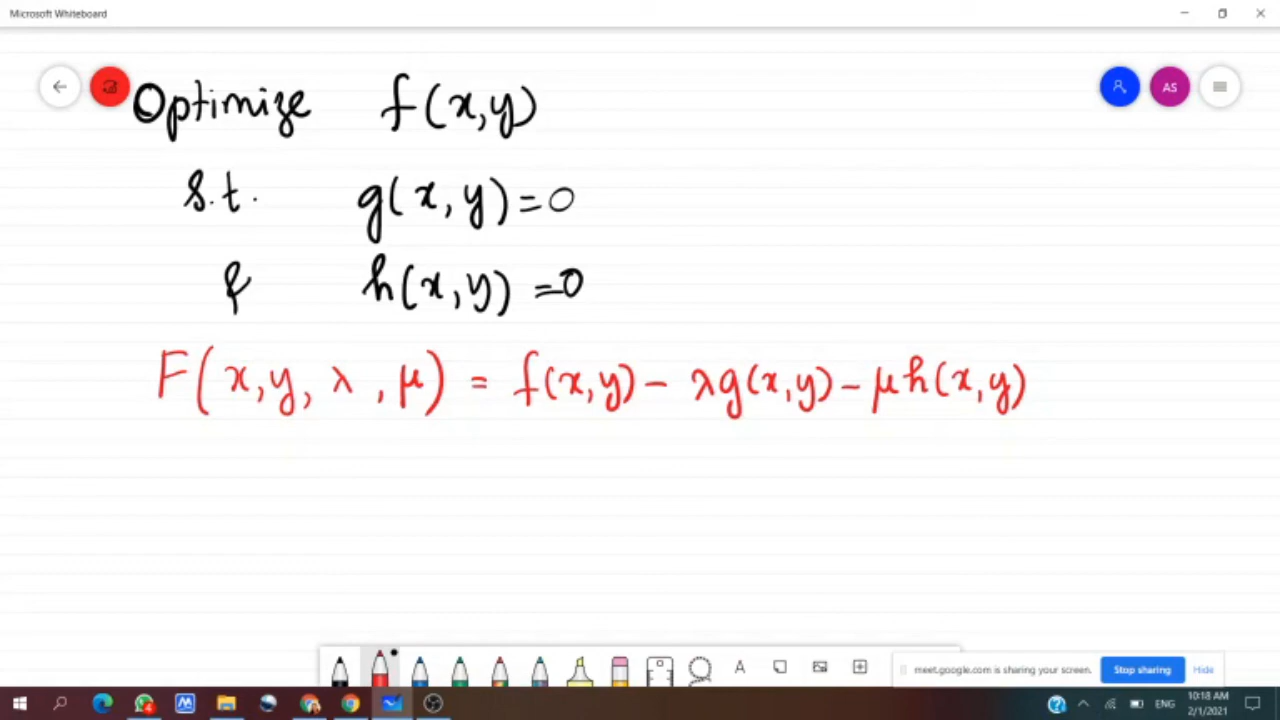 Microsoft Whiteboard
AS
Optimize f(x,y)
s.t. g(x,y)=0
& h(x,y)=0
F(x,y,λ,μ) = f(x,y) - λg(x,y) - μh(x,y)
A
meet.google.com is sharing your screen.
Stop sharing
Hide
4
ENG
10:18 AM
2/1/2021